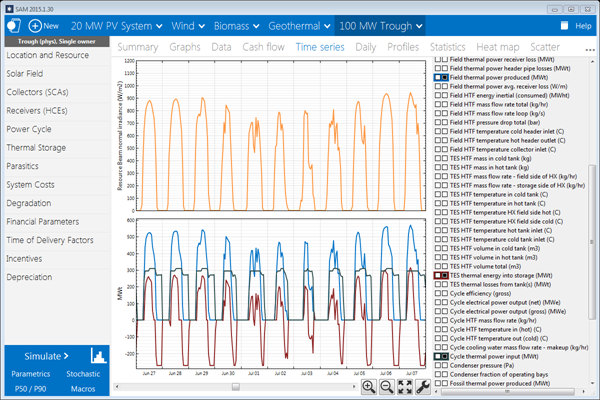 SAM 2015.1.30
New
20 MW PV System
Wind
Biomass
Geothermal
100 MW Trough
Help
Trough (phys), Single owner
Location and Resource
Solar Field
Collectors (SCAs)
Receivers (HCEs)
Power Cycle
Thermal Storage
Parasitics
System Costs
Degradation
Financial Parameters
Time of Delivery Factors
Incentives
Depreciation
Simulate >
Parametrics Stochastic
P50 / P90 Macros
Summary Graphs Data Cash flow Time series Daily Profiles Statistics Heat map Scatter ...
Resource Beam normal irradiance (W/m2)
1200
1100
1000
900
800
700
600
500
400
300
200
100
0
MWt
600
500
400
300
200
100
0
-100
-200
Jun 27 Jun 28 Jun 29 Jun 30 Jul 01 Jul 02 Jul 03 Jul 04 Jul 05 Jul 06 Jul 07
Field thermal power receiver loss (MWt)
Field thermal power header pipe losses (MWt)
Field thermal power produced (MWt)
Field thermal power avg. receiver loss (W/m)
Field HTF energy inertial (consumed) (MWht)
Field HTF mass flow rate total (kg/hr)
Field HTF mass flow rate loop (kg/s)
Field HTF pressure drop total (bar)
Field HTF temperature cold header inlet (C)
Field HTF temperature hot header outlet (C)
Field HTF temperature collector inlet (C)
TES HTF mass in cold tank (kg)
TES HTF mass in hot tank (kg)
TES HTF mass flow rate - field side of HX (kg/hr)
TES HTF mass flow rate - storage side of HX (kg/hr)
TES HTF temperature in cold tank (C)
TES HTF temperature in hot tank (C)
TES HTF temperature HX field side hot (C)
TES HTF temperature HX field side cold (C)
TES HTF temperature hot tank inlet (C)
TES HTF temperature cold tank inlet (C)
TES HTF volume in cold tank (m3)
TES HTF volume in hot tank (m3)
TES HTF volume total (m3)
TES thermal energy into storage (MWt)
TES thermal losses from tank(s) (MWt)
Cycle efficiency (gross)
Cycle electrical power output (net) (MWe)
Cycle electrical power output (gross) (MWe)
Cycle HTF mass flow rate (kg/hr)
Cycle HTF temperature in (hot) (C)
Cycle HTF temperature out (cold) (C)
Cycle cooling water mass flow rate - makeup (kg/hr)
Cycle thermal power input (MWt)
Condenser pressure (Pa)
Condenser fraction of operating bays
Fossil thermal power produced (MWt)